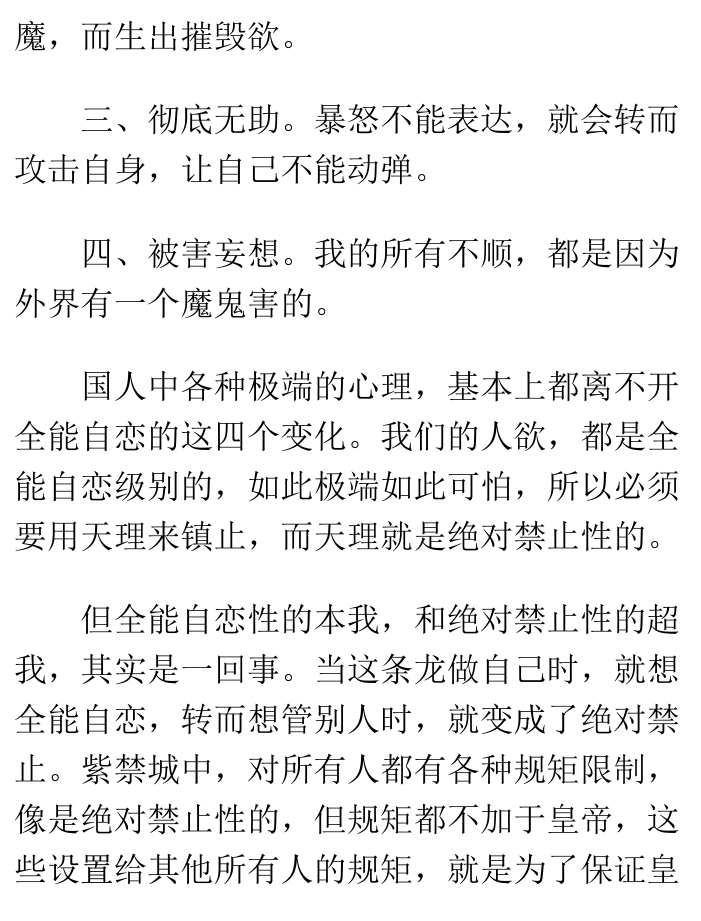 魔，而生出摧毁欲。
三、彻底无助。暴怒不能表达，就会转而
攻击自身，让自己不能动弹。
四、被害妄想。我的所有不顺，都是因为
外界有一个魔鬼害的。
国人中各种极端的心理，基本上都离不开
全能自恋的这四个变化。我们的人欲，都是全
能自恋级别的，如此极端如此可怕，所以必须
要用天理来镇止，而天理就是绝对禁止性的。
但全能自恋性的本我，和绝对禁止性的超
我，其实是一回事。当这条龙做自己时，就想
全能自恋，转而想管别人时，就变成了绝对禁
止。紫禁城中，对所有人都有各种规矩限制，
像是绝对禁止性的，但规矩都不加于皇帝，这
些设置给其他所有人的规矩，就是为了保证皇